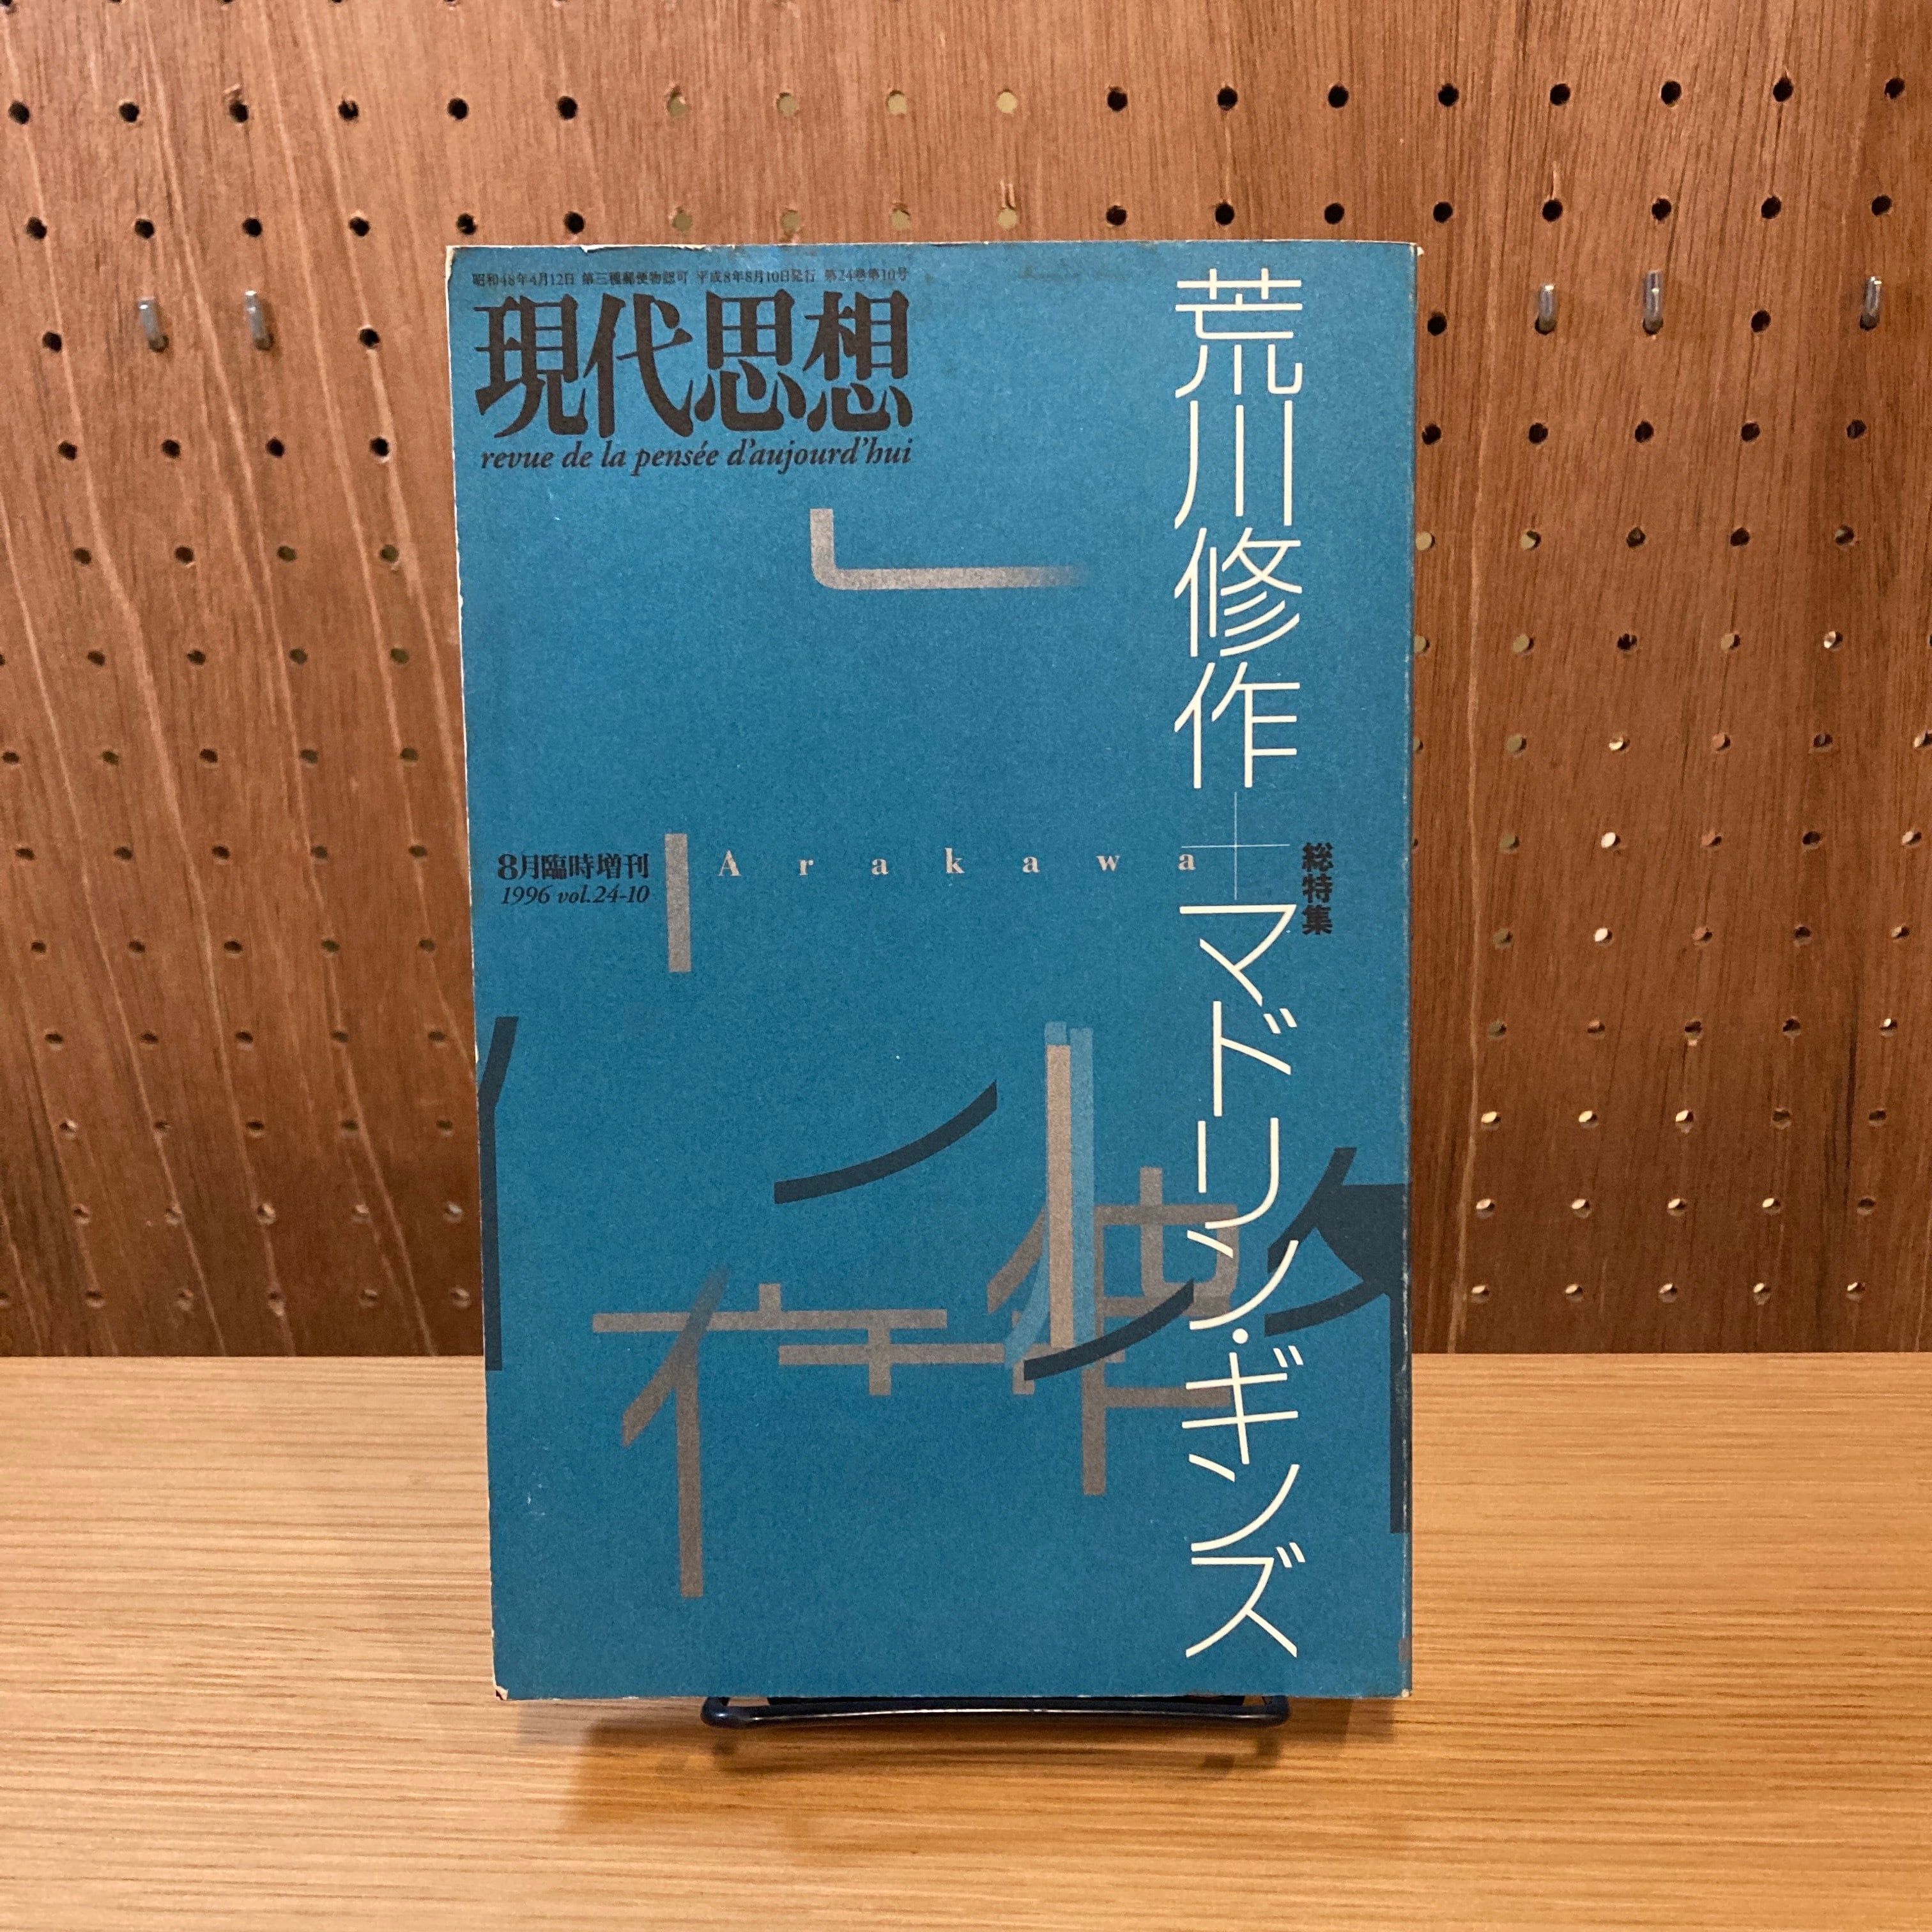 昭和48年4月12日 第三種郵便物認可 平成8年8月10日発行 第24巻第10号
現代思想
revue de la pensée d'aujourd'hui
荒川修作+マドリン・ギンズ
総特集
8月臨時増刊
1996 vol.24-10
Arakawa